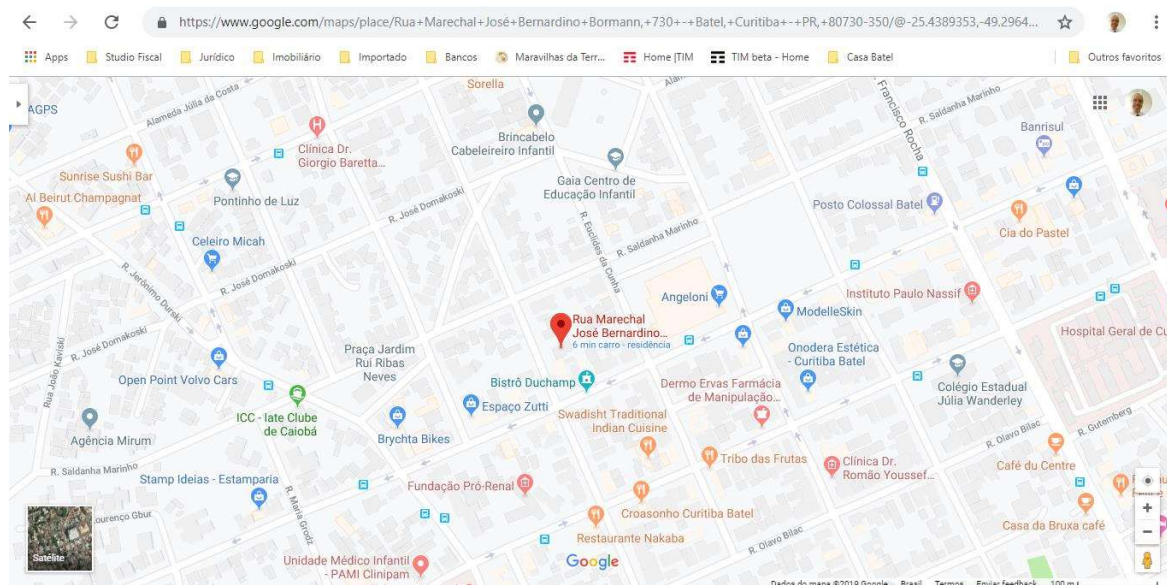 https://www.google.com/maps/place/Rua+Marechal+José+Bernardino+Bormann,+730+-+Batel,+Curitiba+-+PR,+80730-350/@-25.4389353,-49.2964...
Apps
Studio Fiscal
Jurídico
Imobiliário
Importado
Bancos
Maravilhas da Terr...
Home |TIM
TIM beta - Home
Casa Batel
Outros favoritos
AGPS
Alameda Júlia da Costa
Sorella
Francisco Rocha
R. Saldanha Marinho
Banrisul
Brincabelo
Cabeleireiro Infantil
Clínica Dr.
Giorgio Baretta...
Sunrise Sushi Bar
Al Beirut Champagnat
Pontinho de Luz
Gaia Centro de
Educação Infantil
R. José Domakoski
Posto Colossal Batel
Cia do Pastel
Celeiro Micah
R. Euclides da Cunha
R. Saldanha Marinho
R. Jerônimo Durski
R. José Domakoski
Angeloni
Instituto Paulo Nassif
ModelleSkin
Rua Marechal
José Bernardino...
6 min carro - residência
Hospital Geral de Cu
R. José Domakoski
Rua João Kaviski
Praça Jardim
Rui Ribas
Neves
Onodera Estética
- Curitiba Batel
Open Point Volvo Cars
Bistrô Duchamp
Dermo Ervas Farmácia
de Manipulação...
Colégio Estadual
Júlia Wanderley
ICC - Iate Clube
de Caiobá
Espaço Zutti
Swadisht Traditional
Indian Cuisine
Agência Mirum
Brychta Bikes
R. Olavo Bilac
R. Gutemberg
R. Saldanha Marinho
Tribo das Frutas
Clínica Dr.
Romão Youssef...
Café du Centre
Stamp Ideias - Estamparia
Fundação Pró-Renal
R. Maria Grodz
Croasonho Curitiba Batel
Casa da Bruxa café
ourenço Gbur
Restaurante Nakaba
R. Olavo Bilac
Satélite
Unidade Médico Infantil
- PAMI Clinipam
Google
Dados do mapa ©2019 Google
Brasil
Termos
Enviar feedback
100 m